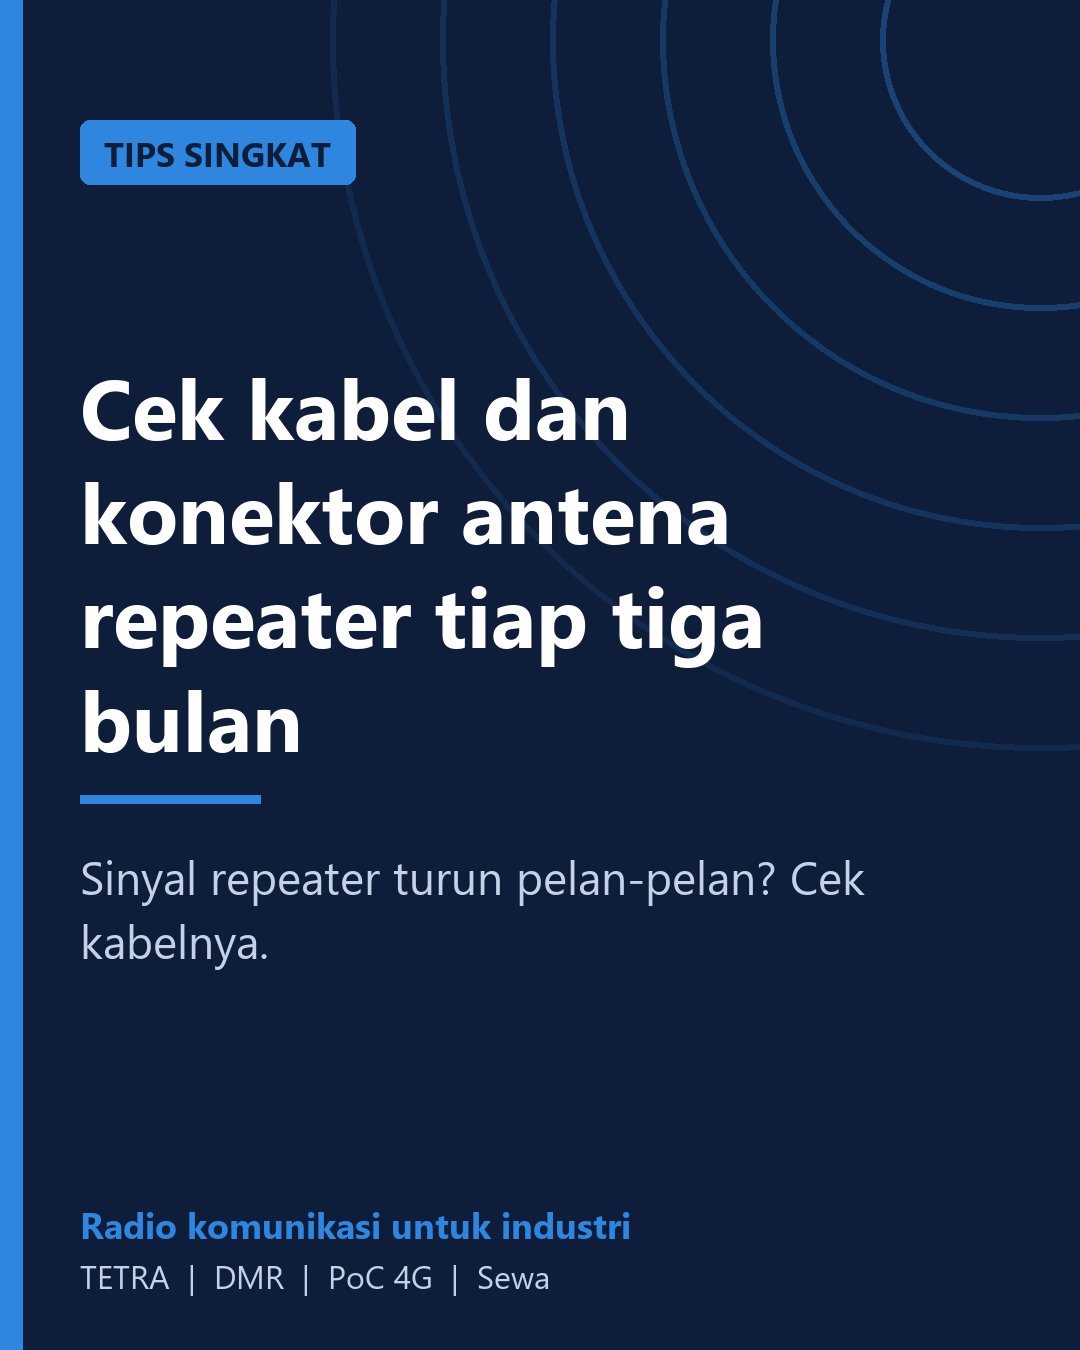 TIPS SINGKAT
Cek kabel dan
konektor antena
repeater tiap tiga
bulan
Sinyal repeater turun pelan-pelan? Cek
kabelnya.
Radio komunikasi untuk industri
TETRA | DMR | PoC 4G | Sewa